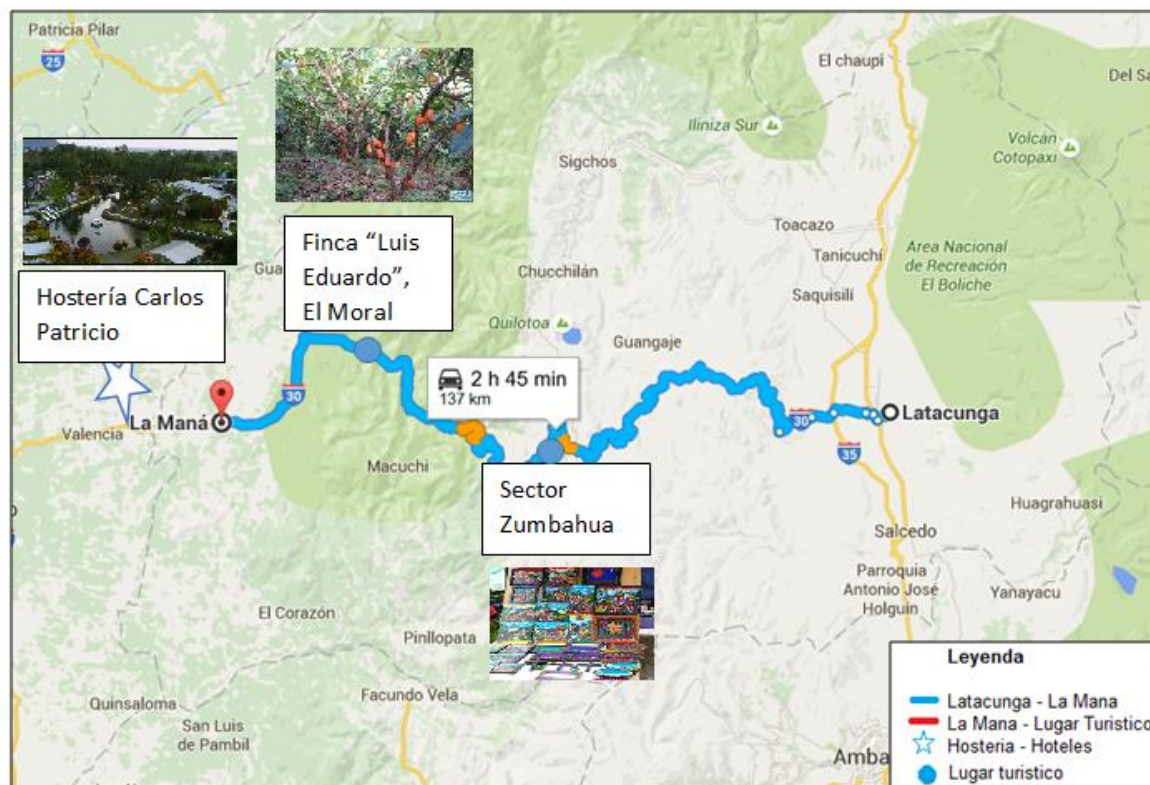 Patricia Pilar
25
El chaupi
Del Sa
Iliniza Sur
Volcán
Cotopaxi
Sigchos
Toacazo
Tanicuchí
Area Nacional
de Recreación
El Boliche
Saquisilí
Hostería Carlos
Patricio
Gua
Finca “Luis
Eduardo”,
El Moral
Chucchilán
Quilotoa
Guangaje
2 h 45 min
137 km
30
La Maná
Valencia
30
Latacunga
35
Macuchi
Sector
Zumbahua
Huagrahuasi
Salcedo
Parroquia
Antonio José
Holguín
Yanayacu
El Corazón
Pinllopata
Facundo Vela
Quinsaloma
San Luis
de Pambil
Amba
Leyenda
Latacunga - La Mana
La Mana - Lugar Turistico
Hosteria - Hoteles
Lugar turistico